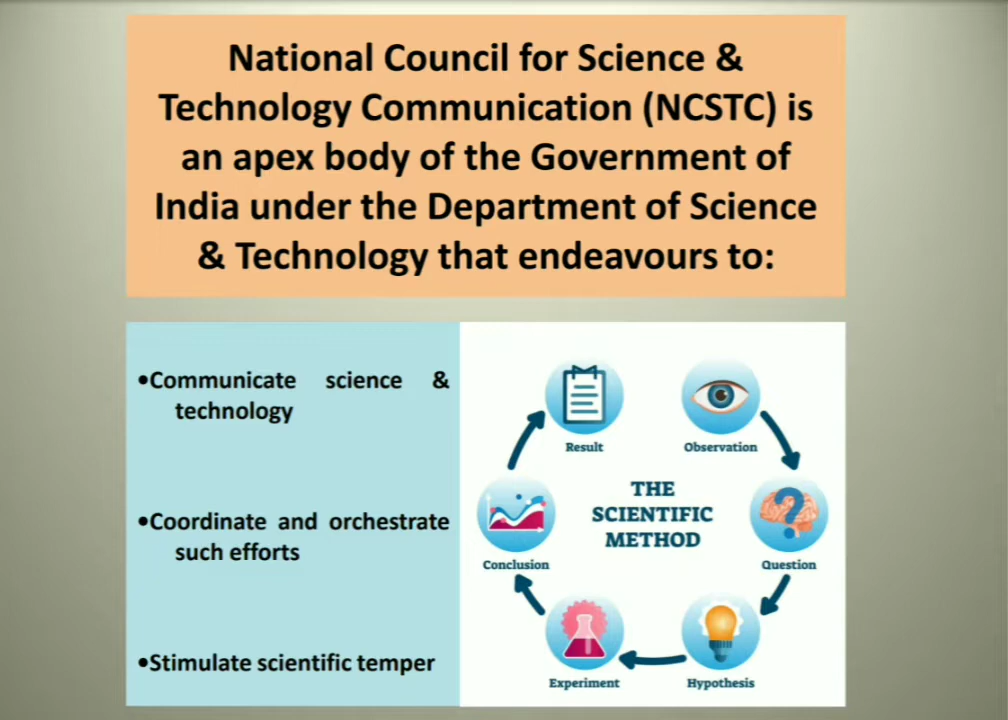 National Council for Science &
Technology Communication (NCSTC) is
an apex body of the Government of
India under the Department of Science
& Technology that endeavours to:
•Communicate science &
technology
•Coordinate and orchestrate
such efforts
•Stimulate scientific temper
THE
SCIENTIFIC
METHOD
Observation
Question
Hypothesis
Experiment
Conclusion
Result